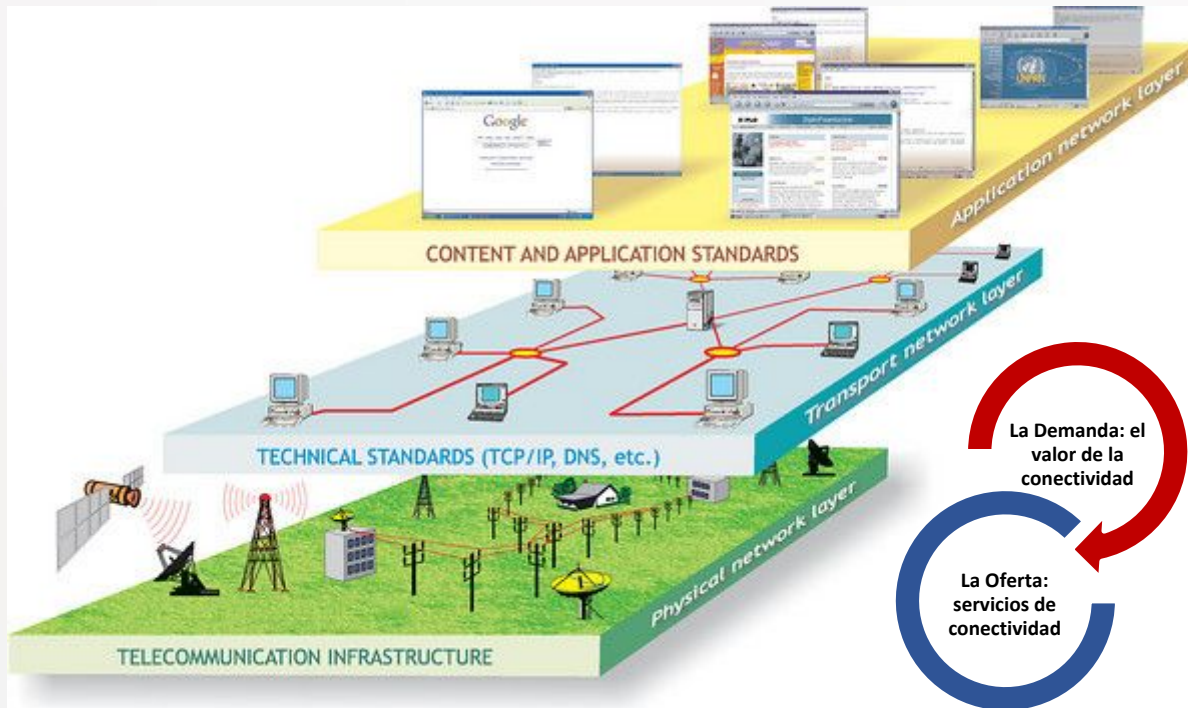 Google
Application network layer
CONTENT AND APPLICATION STANDARDS
Transport network layer
TECHNICAL STANDARDS (TCP/IP, DNS, etc.)
Physical network layer
TELECOMMUNICATION INFRASTRUCTURE
La Demanda: el
valor de la
conectividad
La Oferta:
servicios de
conectividad